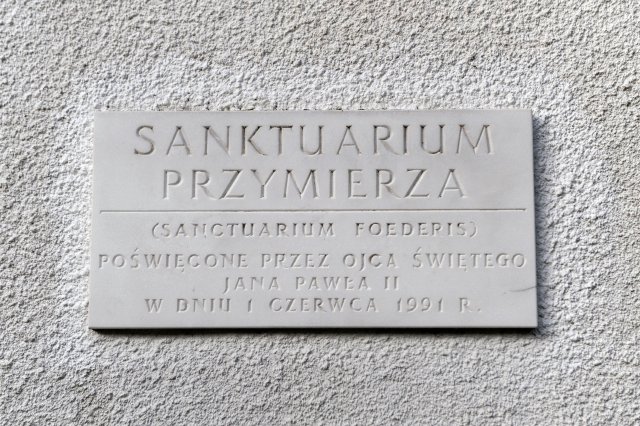 SANKTUARIUM
PRZYMIERZA
(SANCTUARIUM FOEDERIS)
POŚWIĘCONE PRZEZ OJCA ŚWIĘTEGO
JANA PAWŁA II
W DNIU 1 CZERWCA 1991 R.